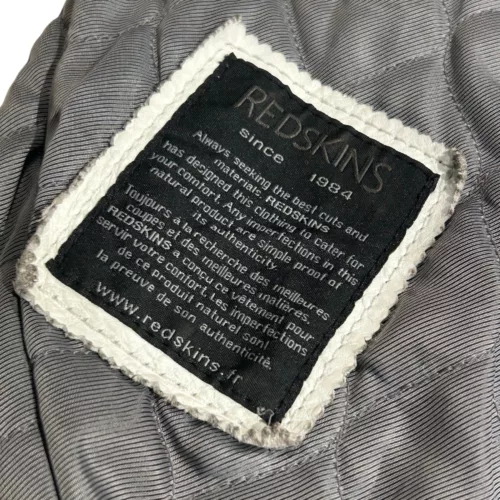 REDSKINS
since 1984
Always seeking the best cuts and
materials. REDSKINS
has designed this clothing to cater for
your comfort. Any imperfections in this
natural product are simple proof of
its authenticity.
Toujours à la recherche des meilleures
coupes et des meilleures matières,
REDSKINS a conçu ce vêtement pour
servir votre confort. les imperfections
de ce produit naturel sont
la preuve de son authenticité.
www.redskins.fr